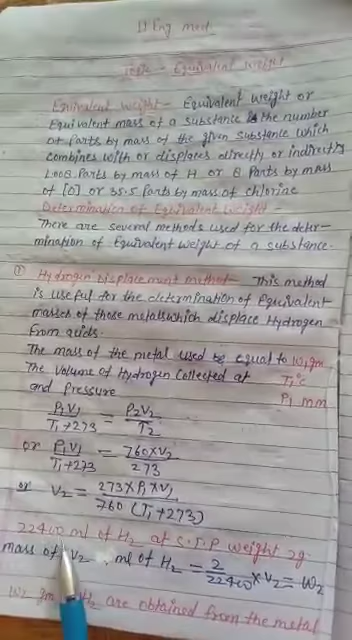 11 Eng med
Topic - Equivalent weight
Equivalent weight - Equivalent weight or
Equivalent mass of a substance is the number
of parts by mass of the given substance which
combines with or displaces directly or indirectly
1.008 Parts by mass of H or 8 Parts by mass
of [O] or 35.5 Parts by mass of chlorine
Determination of Equivalent weight -
There are several methods used for the deter-
mination of Equivalent weight of a substance.
① Hydrogen Displacement method - This method
is useful for the determination of Equivalent
masses of those metals which displace Hydrogen
from acids.
The mass of the metal used be equal to W₁ gm
The volume of Hydrogen Collected at T₁°C
and Pressure P₁ mm
P₁V₁/T₁+273 = P₂V₂/T₂
or P₁V₁/T₁+273 = 760×V₂/273
or V₂ = 273×P₁×V₁/760 (T₁+273)
22400 ml of H₂ at S.T.P weight 2g.
mass of V₂ ml of H₂ = 2/22400 × V₂ = W₂
W₂ gm H₂ are obtained from the metal